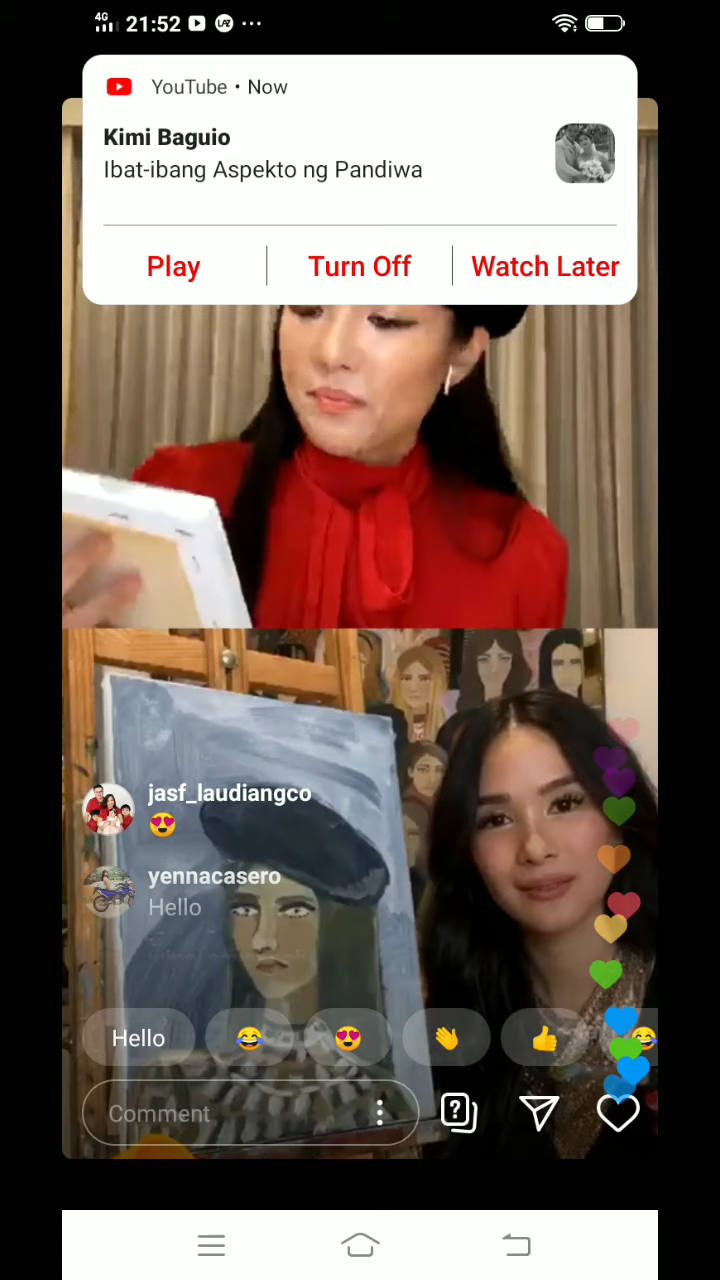 4G
21:52
YouTube • Now
Kimi Baguio
Ibat-ibang Aspekto ng Pandiwa
Play
Turn Off
Watch Later
jasf_laudiangco
yennacasero
Hello
Hello
Comment